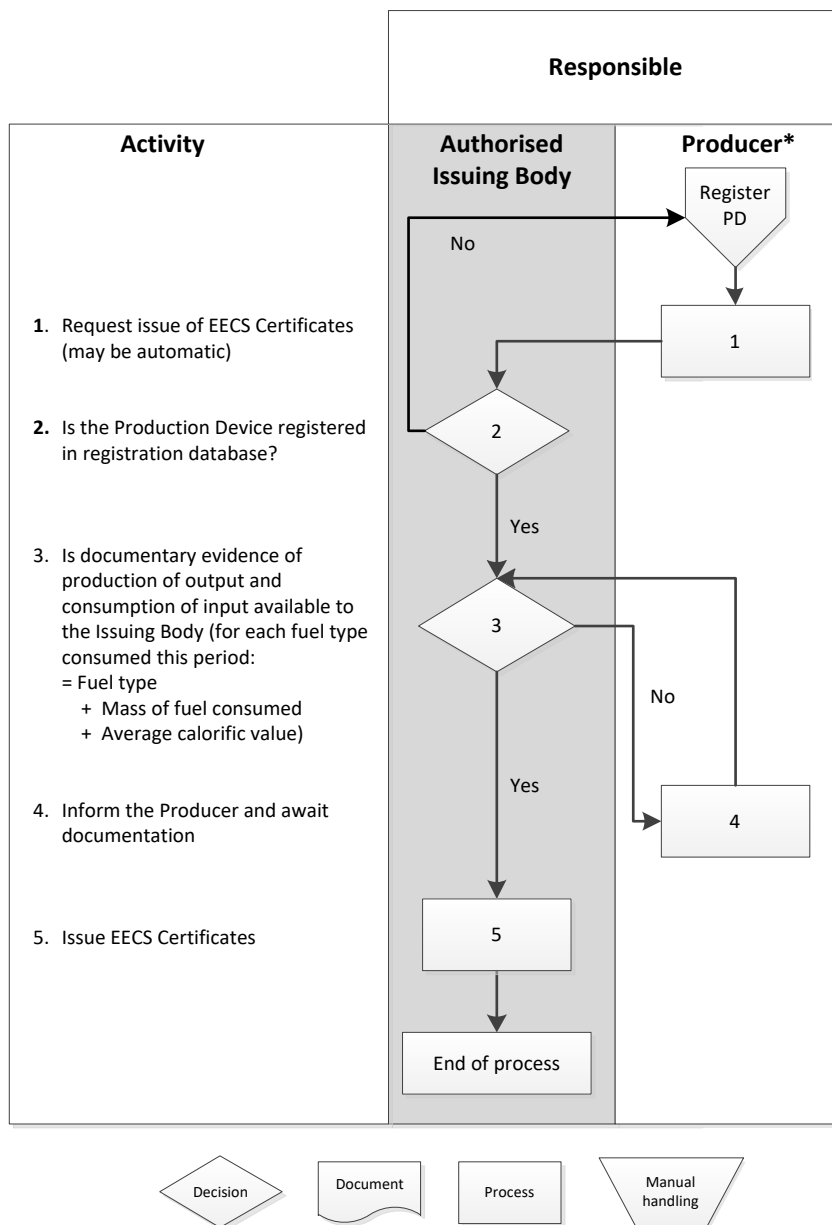 Responsible
Activity
Authorised
Issuing Body
Producer*
Register
PD
No
1. Request issue of EECS Certificates
(may be automatic)
1
2. Is the Production Device registered
in registration database?
2
Yes
3. Is documentary evidence of
production of output and
consumption of input available to
the Issuing Body (for each fuel type
consumed this period:
= Fuel type
+ Mass of fuel consumed
+ Average calorific value)
3
No
Yes
4. Inform the Producer and await
documentation
4
5. Issue EECS Certificates
5
End of process
Decision
Document
Process
Manual
handling